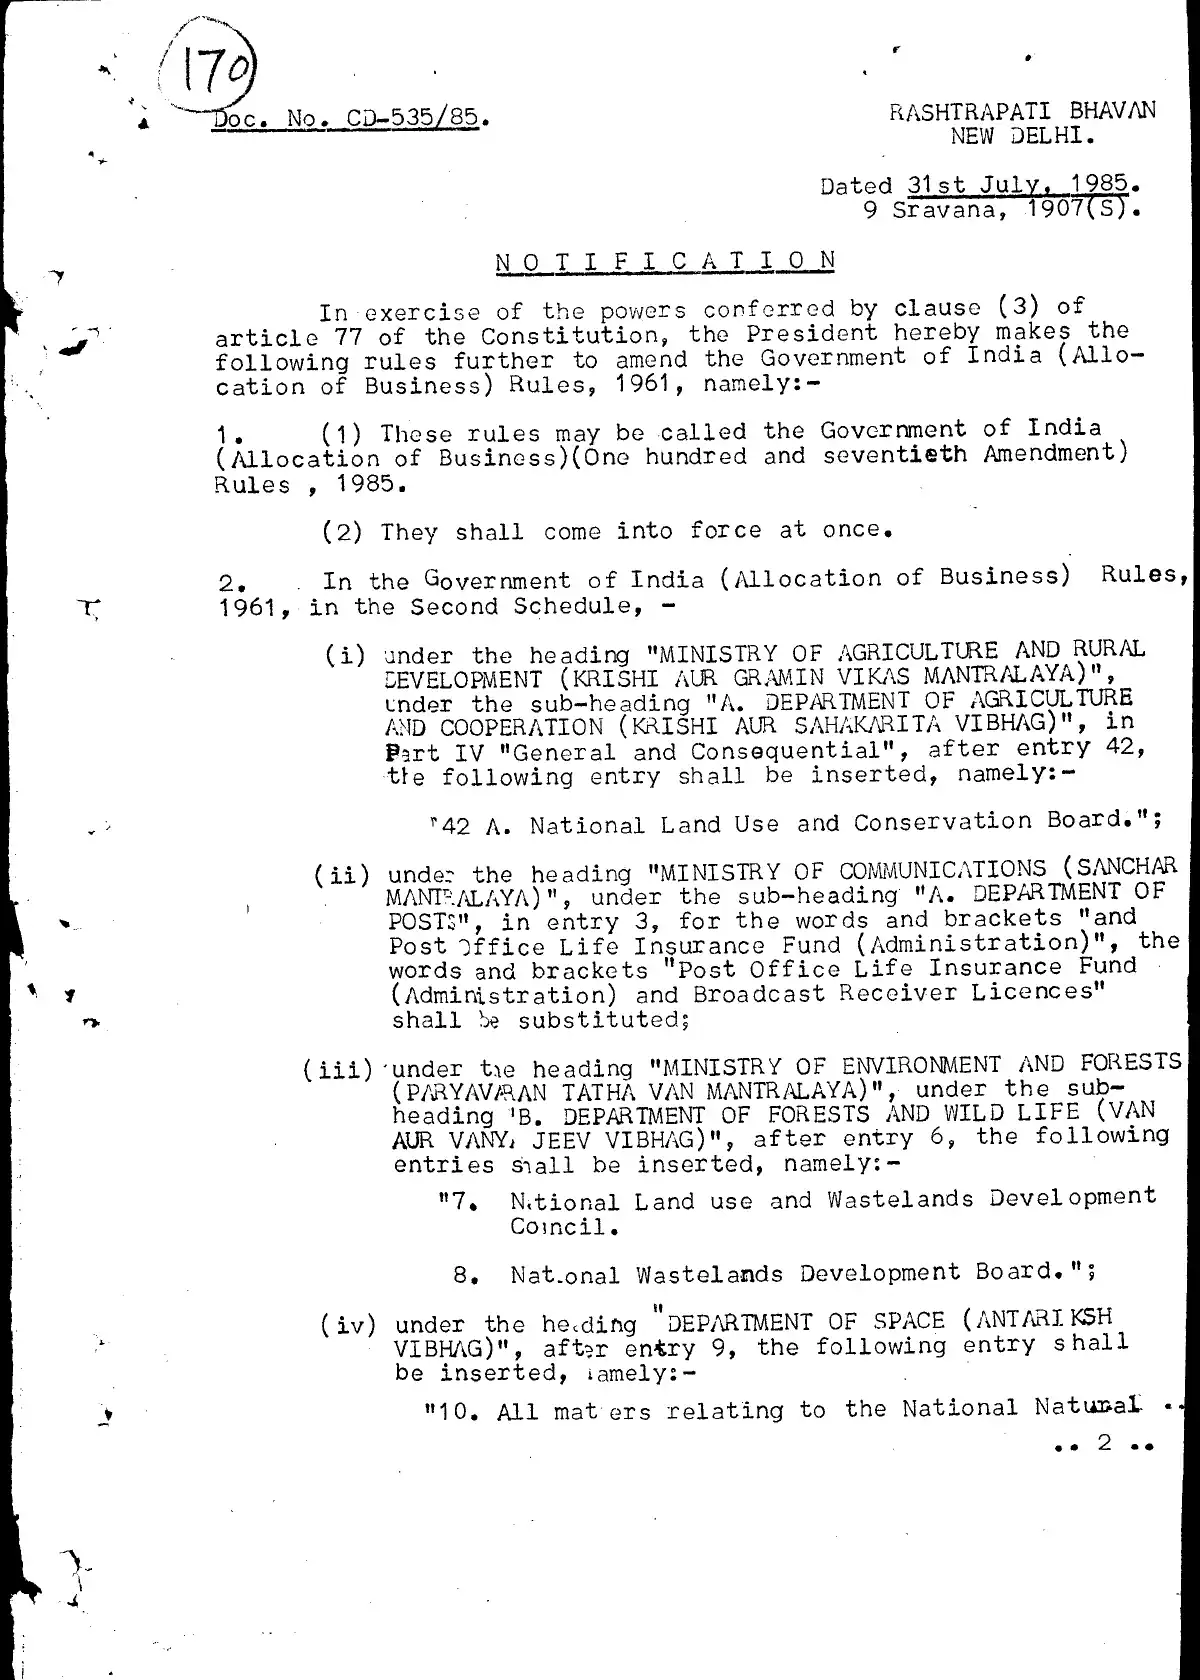 170
Doc. No. CD-535/85.
RASHTRAPATI BHAVAN
NEW DELHI.
Dated 31st July, 1985.
9 Sravana, 1907(S).
N O T I F I C A T I O N
In exercise of the powers conferred by clause (3) of
article 77 of the Constitution, the President hereby makes the
following rules further to amend the Government of India (Allo-
cation of Business) Rules, 1961, namely:-
1. (1) These rules may be called the Government of India
(Allocation of Business)(One hundred and seventieth Amendment)
Rules , 1985.
(2) They shall come into force at once.
2. In the Government of India (Allocation of Business) Rules,
1961, in the Second Schedule, -
(i) under the heading "MINISTRY OF AGRICULTURE AND RURAL
DEVELOPMENT (KRISHI AUR GRAMIN VIKAS MANTRALAYA)",
under the sub-heading "A. DEPARTMENT OF AGRICULTURE
AND COOPERATION (KRISHI AUR SAHAKARITA VIBHAG)", in
Part IV "General and Consequential", after entry 42,
the following entry shall be inserted, namely:-
"42 A. National Land Use and Conservation Board.";
(ii) under the heading "MINISTRY OF COMMUNICATIONS (SANCHAR
MANTRALAYA)", under the sub-heading "A. DEPARTMENT OF
POSTS", in entry 3, for the words and brackets "and
Post Office Life Insurance Fund (Administration)", the
words and brackets "Post Office Life Insurance Fund
(Administration) and Broadcast Receiver Licences"
shall be substituted;
(iii) under the heading "MINISTRY OF ENVIRONMENT AND FORESTS
(PARYAVARAN TATHA VAN MANTRALAYA)", under the sub-
heading 'B. DEPARTMENT OF FORESTS AND WILD LIFE (VAN
AUR VANYA JEEV VIBHAG)", after entry 6, the following
entries shall be inserted, namely:-
"7. National Land use and Wastelands Development
Council.
8. National Wastelands Development Board.";
(iv) under the heading "DEPARTMENT OF SPACE (ANTARIKSH
VIBHAG)", after entry 9, the following entry shall
be inserted, namely:-
"10. All matters relating to the National Natural ..
.. 2 ..